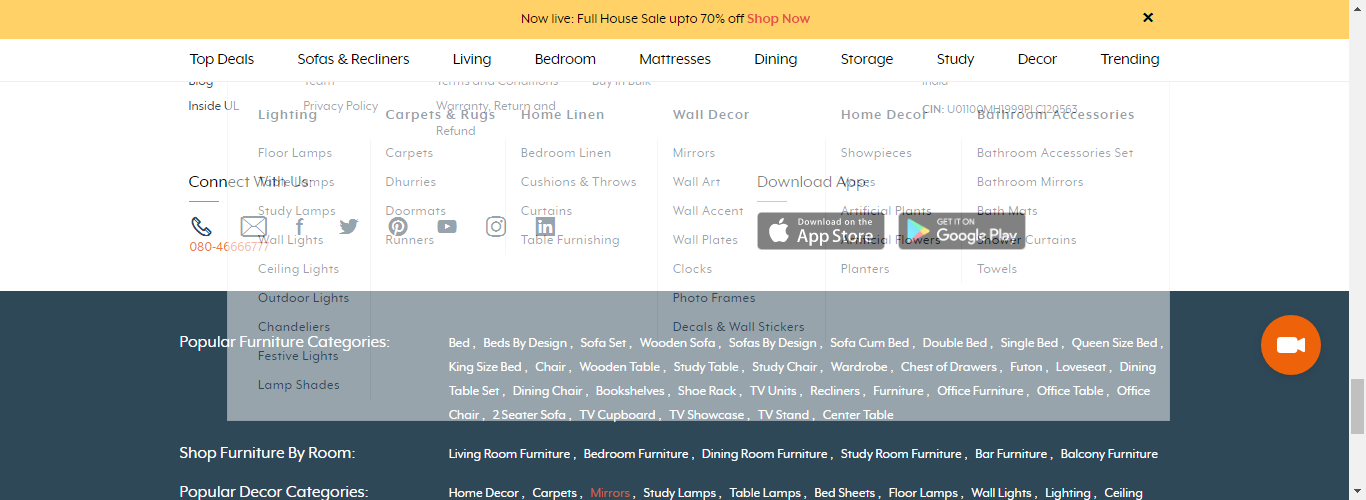 Now live: Full House Sale upto 70% off Shop Now ✕
Top Deals Sofas & Recliners Living Bedroom Mattresses Dining Storage Study Decor Trending
Blog Team Terms and Conditions Buy In Bulk India
Inside UL Privacy Policy Warranty, Return and CIN: U01100MH1999PLC120563
Refund
Lighting Carpets & Rugs Home Linen Wall Decor Home Decor Bathroom Accessories
Floor Lamps Carpets Bedroom Linen Mirrors Showpieces Bathroom Accessories Set
Table Lamps Dhurries Cushions & Throws Wall Art Vases Bathroom Mirrors
Connect With Us: Download App:
Study Lamps Doormats Curtains Wall Accent Artificial Plants Bath Mats
Download on the App Store GET IT ON Google Play
Wall Lights Runners Table Furnishing Wall Plates Artificial Flowers Shower Curtains
080-46666777
Ceiling Lights Clocks Planters Towels
Outdoor Lights Photo Frames
Chandeliers Decals & Wall Stickers
Festive Lights
Lamp Shades
Popular Furniture Categories: Bed , Beds By Design , Sofa Set , Wooden Sofa , Sofas By Design , Sofa Cum Bed , Double Bed , Single Bed , Queen Size Bed ,
King Size Bed , Chair , Wooden Table , Study Table , Study Chair , Wardrobe , Chest of Drawers , Futon , Loveseat , Dining
Table Set , Dining Chair , Bookshelves , Shoe Rack , TV Units , Recliners , Furniture , Office Furniture , Office Table , Office
Chair , 2 Seater Sofa , TV Cupboard , TV Showcase , TV Stand , Center Table
Shop Furniture By Room: Living Room Furniture , Bedroom Furniture , Dining Room Furniture , Study Room Furniture , Bar Furniture , Balcony Furniture
Popular Decor Categories: Home Decor , Carpets , Mirrors , Study Lamps , Table Lamps , Bed Sheets , Floor Lamps , Wall Lights , Lighting , Ceiling